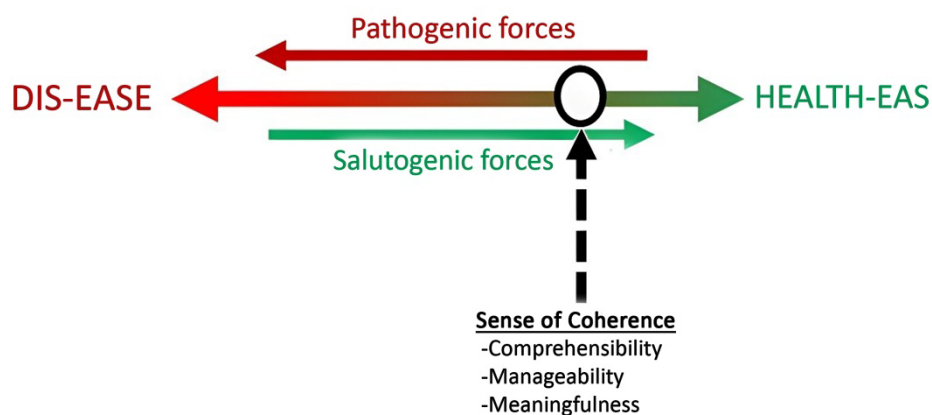 Pathogenic forces
DIS-EASE
HEALTH-EAS
Salutogenic forces
Sense of Coherence
-Comprehensibility
-Manageability
-Meaningfulness